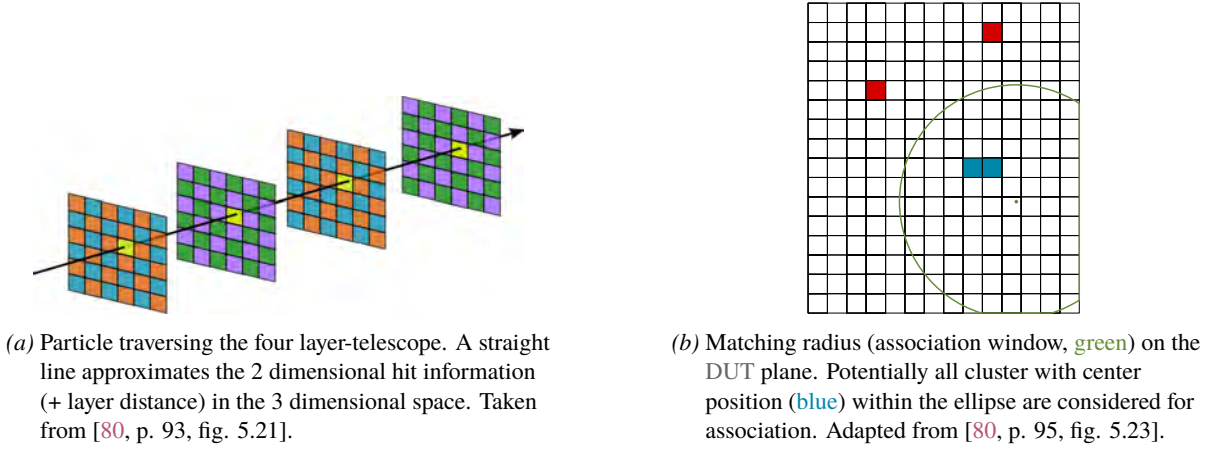 (a) Particle traversing the four layer-telescope. A straight
line approximates the 2 dimensional hit information
(+ layer distance) in the 3 dimensional space. Taken
from [80, p. 93, fig. 5.21].
(b) Matching radius (association window, green) on the
DUT plane. Potentially all cluster with center
position (blue) within the ellipse are considered for
association. Adapted from [80, p. 95, fig. 5.23].